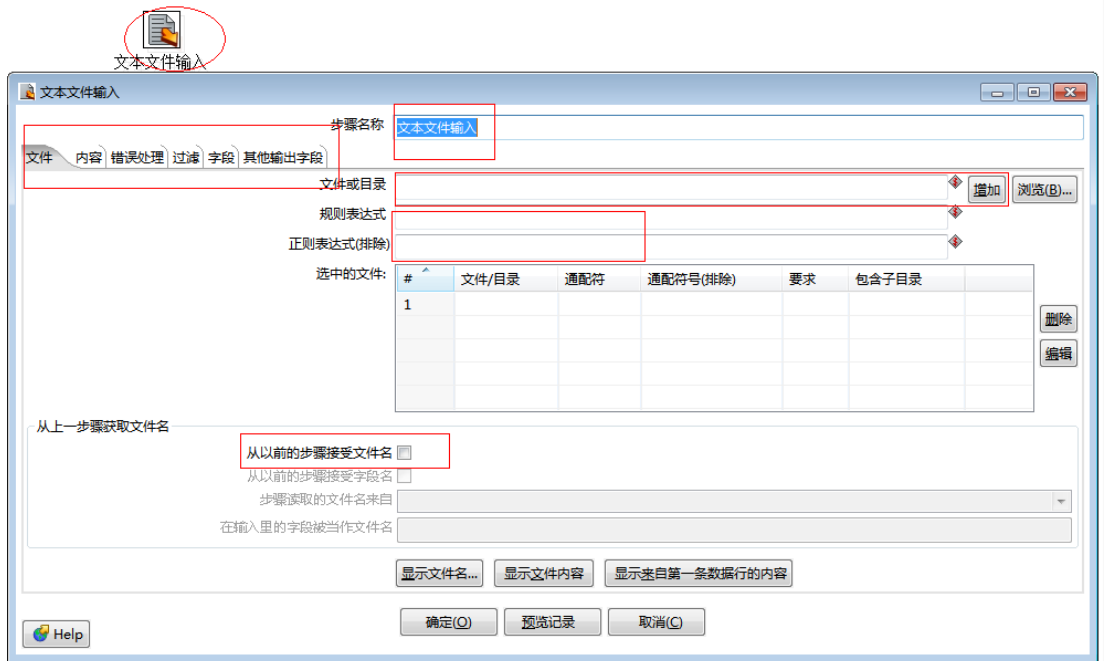 文本文件输入
文本文件输入
步骤名称 文本文件输入
文件 内容 错误处理 过滤 字段 其他输出字段
文件或目录 增加 浏览(B)...
规则表达式
正则表达式(排除)
选中的文件: # 文件/目录 通配符 通配符号(排除) 要求 包含子目录
1
删除
编辑
从上一步骤获取文件名
从以前的步骤接受文件名
从以前的步骤接受字段名
步骤读取的文件名来自
在输入里的字段被当作文件名
显示文件名... 显示文件内容 显示来自第一条数据行的内容
Help 确定(O) 预览记录 取消(C)